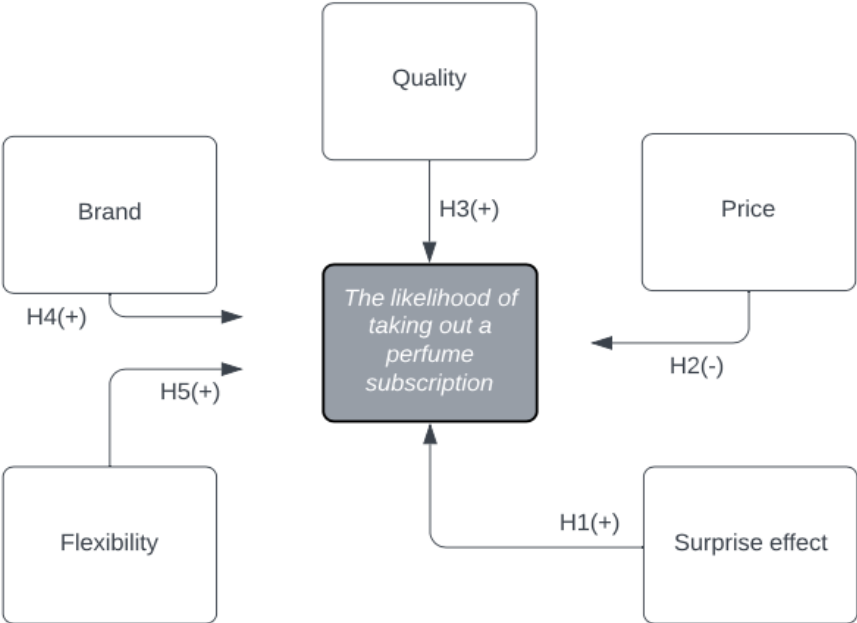 Quality
Brand
Price
H3(+)
The likelihood of
taking out a
perfume
subscription
H4(+)
H2(-)
H5(+)
H1(+)
Flexibility
Surprise effect